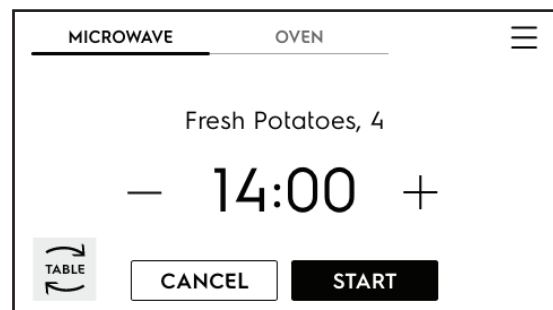 MICROWAVE OVEN
Fresh Potatoes, 4
— 14:00 +
TABLE
CANCEL START